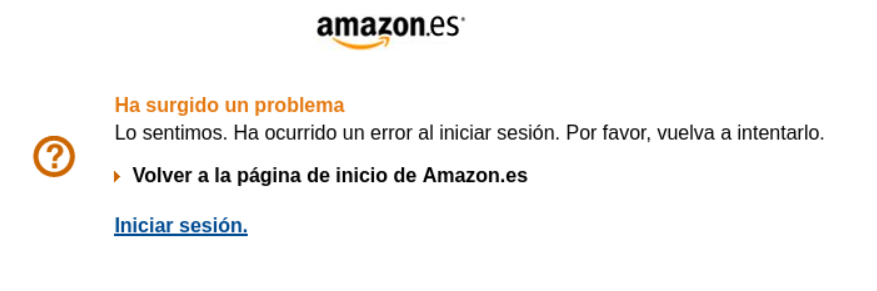 amazon.es
Ha surgido un problema
Lo sentimos. Ha ocurrido un error al iniciar sesión. Por favor, vuelva a intentarlo.
Volver a la página de inicio de Amazon.es
Iniciar sesión.